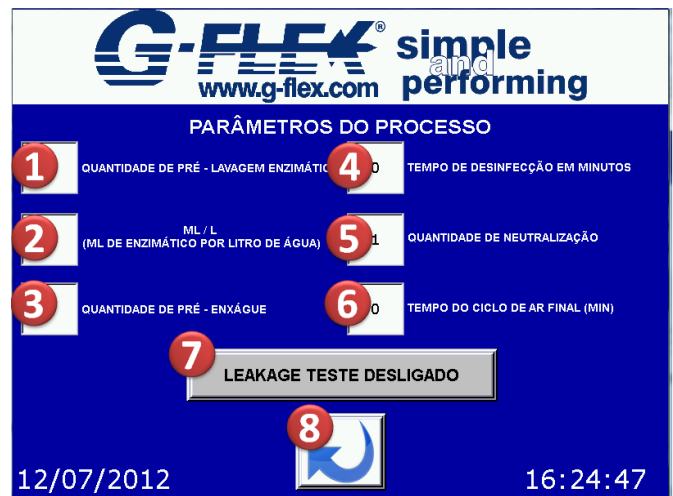 G-FLEX® simple
and
www.g-flex.com performing
PARÂMETROS DO PROCESSO
1 QUANTIDADE DE PRÉ - LAVAGEM ENZIMÁTIC
4 0 TEMPO DE DESINFECÇÃO EM MINUTOS
2 ML / L
(ML DE ENZIMÁTICO POR LITRO DE ÁGUA)
5 1 QUANTIDADE DE NEUTRALIZAÇÃO
3 QUANTIDADE DE PRÉ - ENXÁGUE
6 0 TEMPO DO CICLO DE AR FINAL (MIN)
7 LEAKAGE TESTE DESLIGADO
8
12/07/2012 16:24:47